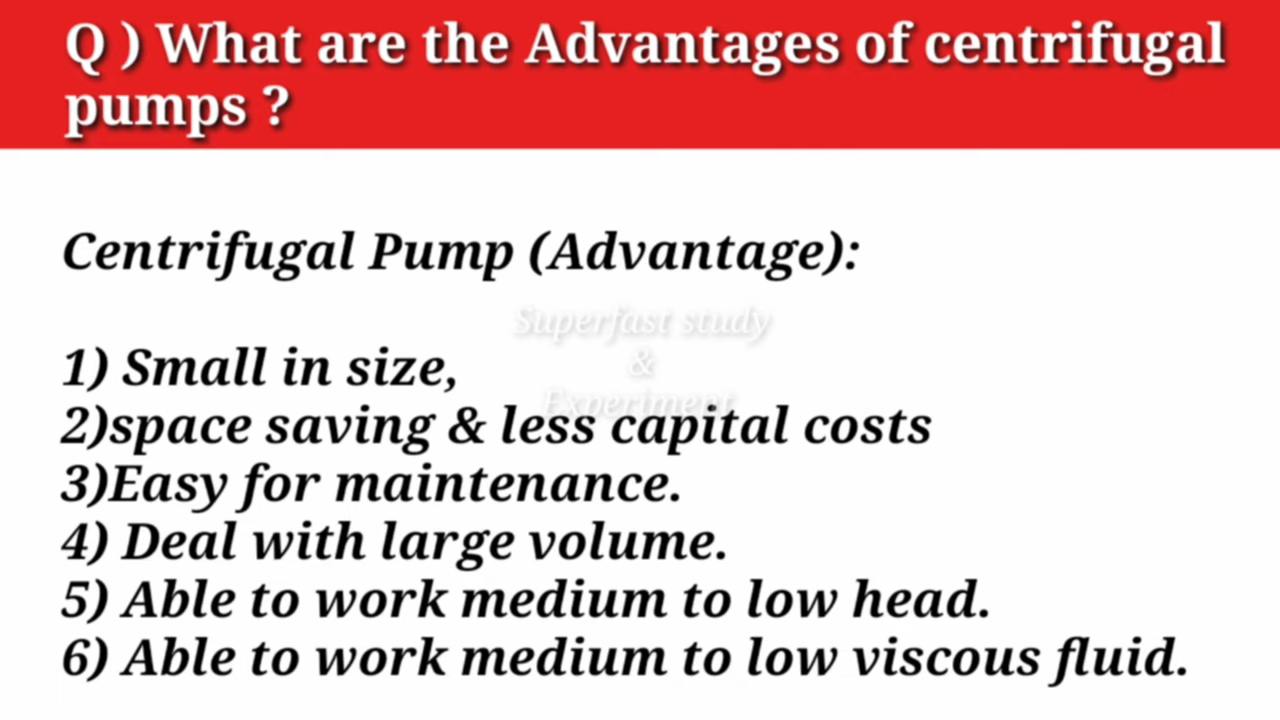 Q ) What are the Advantages of centrifugal
pumps ?
Centrifugal Pump (Advantage):
Superfast study
&
Experiment
1) Small in size,
2)space saving & less capital costs
3)Easy for maintenance.
4) Deal with large volume.
5) Able to work medium to low head.
6) Able to work medium to low viscous fluid.